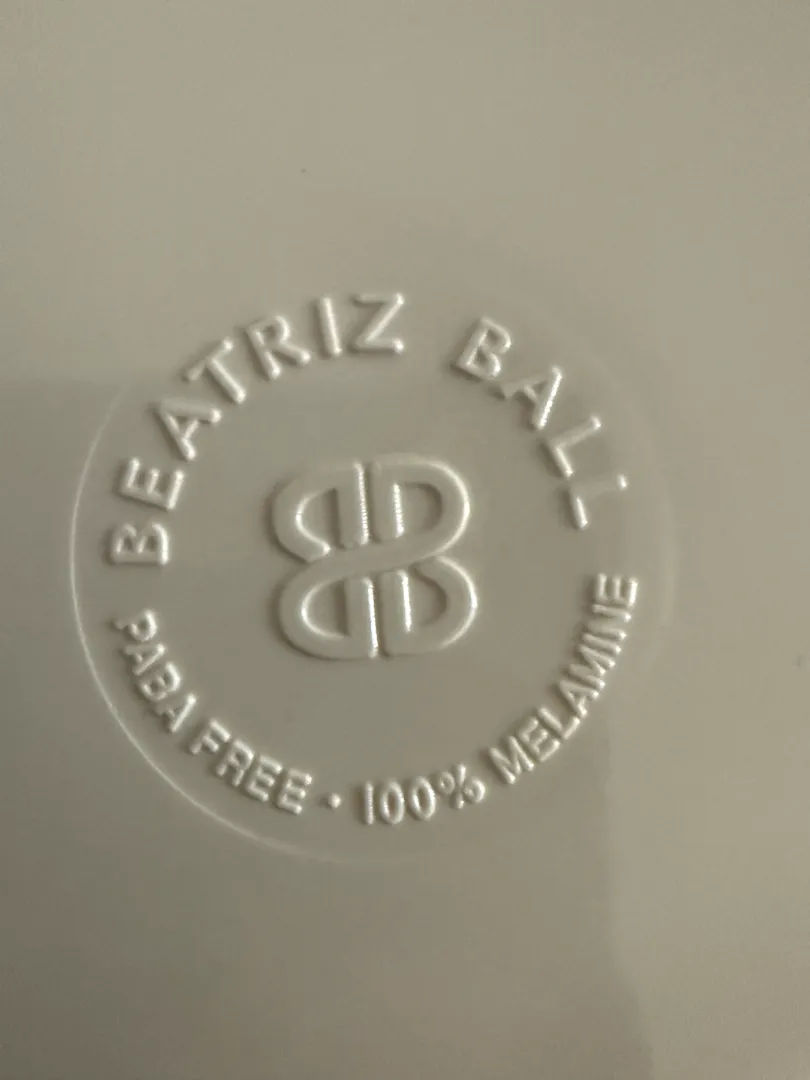 BEATRIZ BALL
PABA FREE • 100% MELAMINE